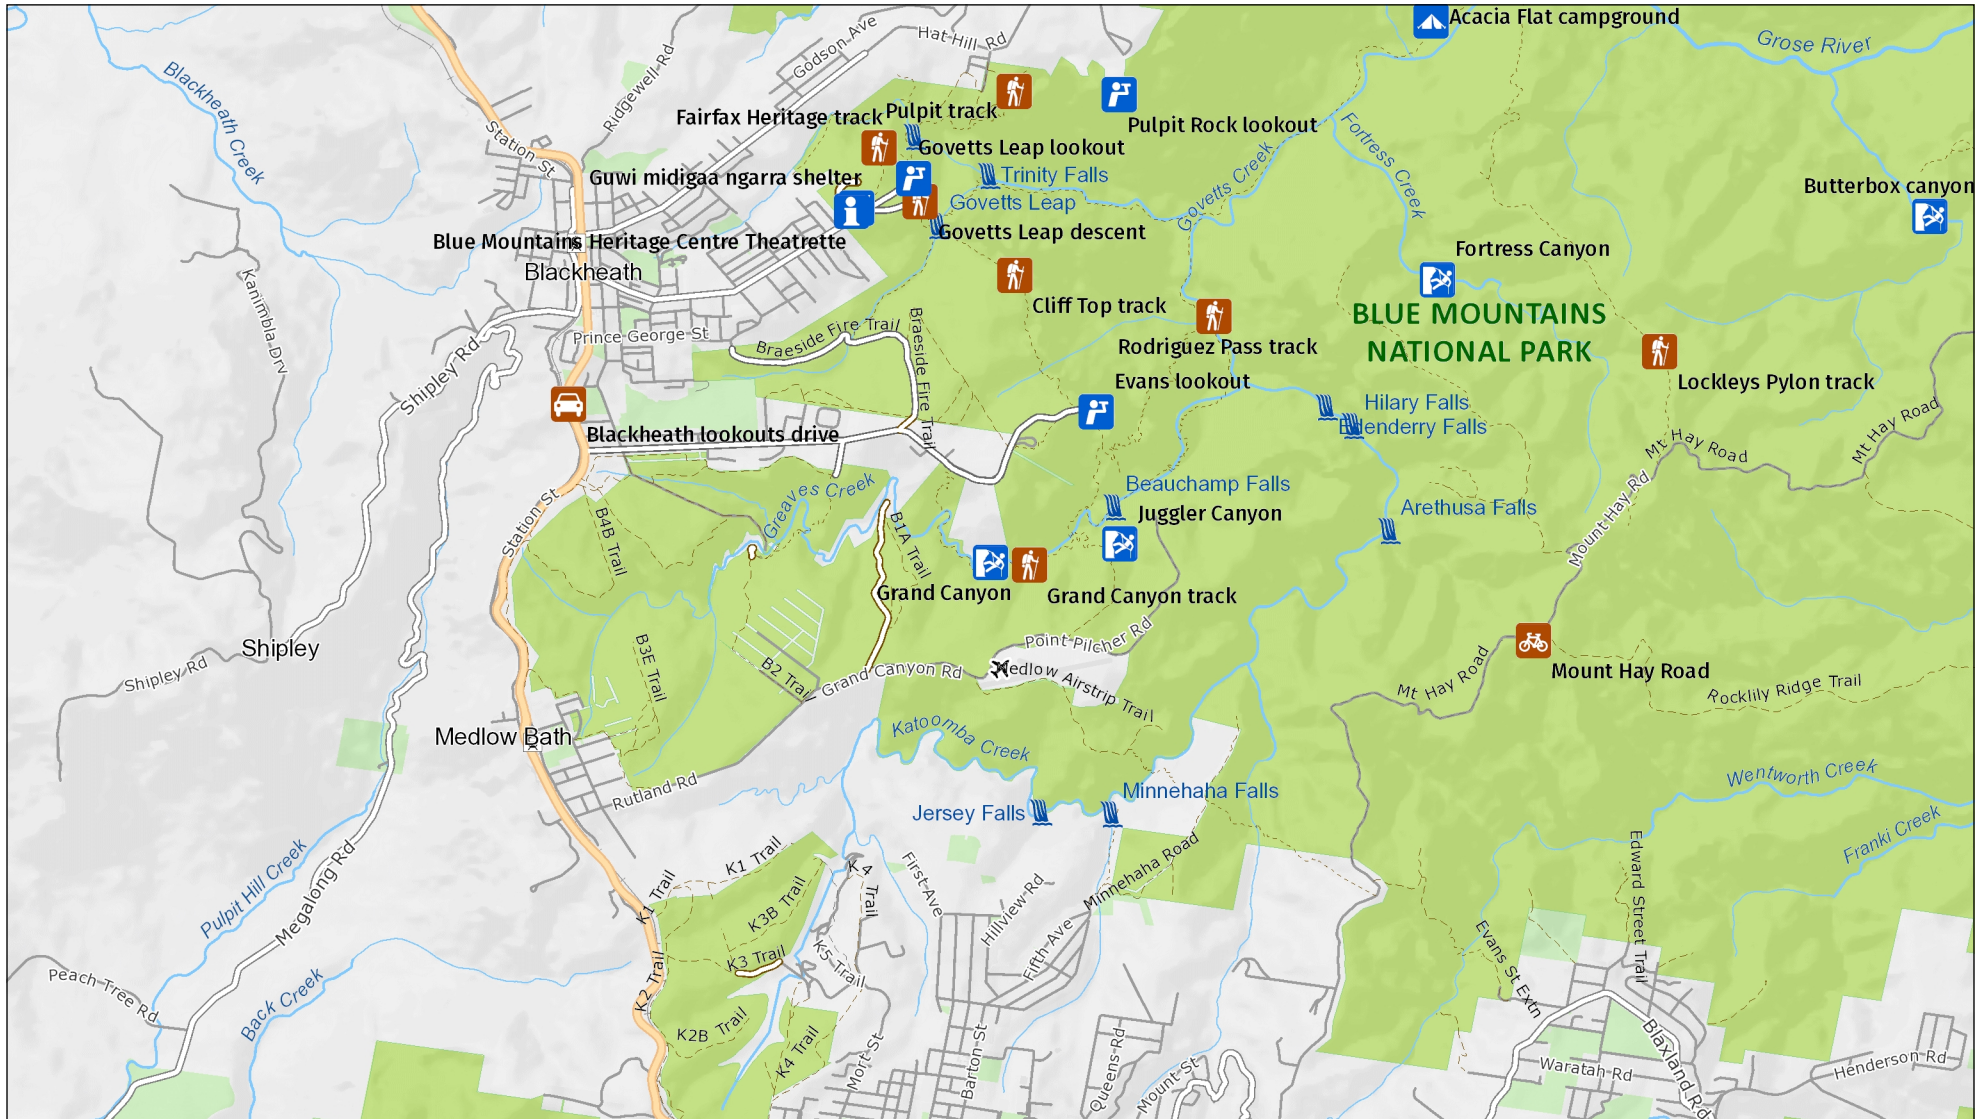 Acacia Flat campground
Grose River
Hat Hill Rd
Godson Ave
Ridgewell Rd
Blackheath Creek
Station St
Fairfax Heritage track
Pulpit track
Pulpit Rock lookout
Fortress Creek
Govetts Leap lookout
Trinity Falls
Govetts Creek
Guwi midigaa ngarra shelter
Butterbox canyon
Govetts Leap
Govetts Leap descent
Blue Mountains Heritage Centre Theatrette
Fortress Canyon
Blackheath
Kanimbla Drv
Cliff Top track
BLUE MOUNTAINS
NATIONAL PARK
Prince George St
Braeside Fire Trail
Braeside Fire Trail
Shipley Rd
Rodriguez Pass track
Evans lookout
Lockleys Pylon track
Hilary Falls
Edenderry Falls
Blackheath lookouts drive
Mt Hay Road
Mt Hay Road
Beauchamp Falls
Greaves Creek
Juggler Canyon
Arethusa Falls
Mount Hay Rd
Station St
B4B Trail
B1A Trail
Grand Canyon
Grand Canyon track
Shipley
Point Pilcher Rd
B3E Trail
B2 Trail
Grand Canyon Rd
Medlow Airstrip Trail
Shipley Rd
Mt Hay Road
Mount Hay Road
Rocklily Ridge Trail
Medlow Bath
Katoomba Creek
Wentworth Creek
Rutland Rd
Jersey Falls
Minnehaha Falls
Franki Creek
Pulpit Hill Creek
Megalong Rd
K1 Trail
K1 Trail
K4 Trail
First Ave
Hillview Rd
Minnehaha Road
Edward Street Trail
K3B Trail
K3 Trail
K5 Trail
Fifth Ave
Evans St Extn
Peach Tree Rd
Back Creek
K2 Trail
K2B Trail
K4 Trail
Mort St
Barton St
Queens Rd
Mount St
Waratah Rd
Blaxland Rd
Henderson Rd